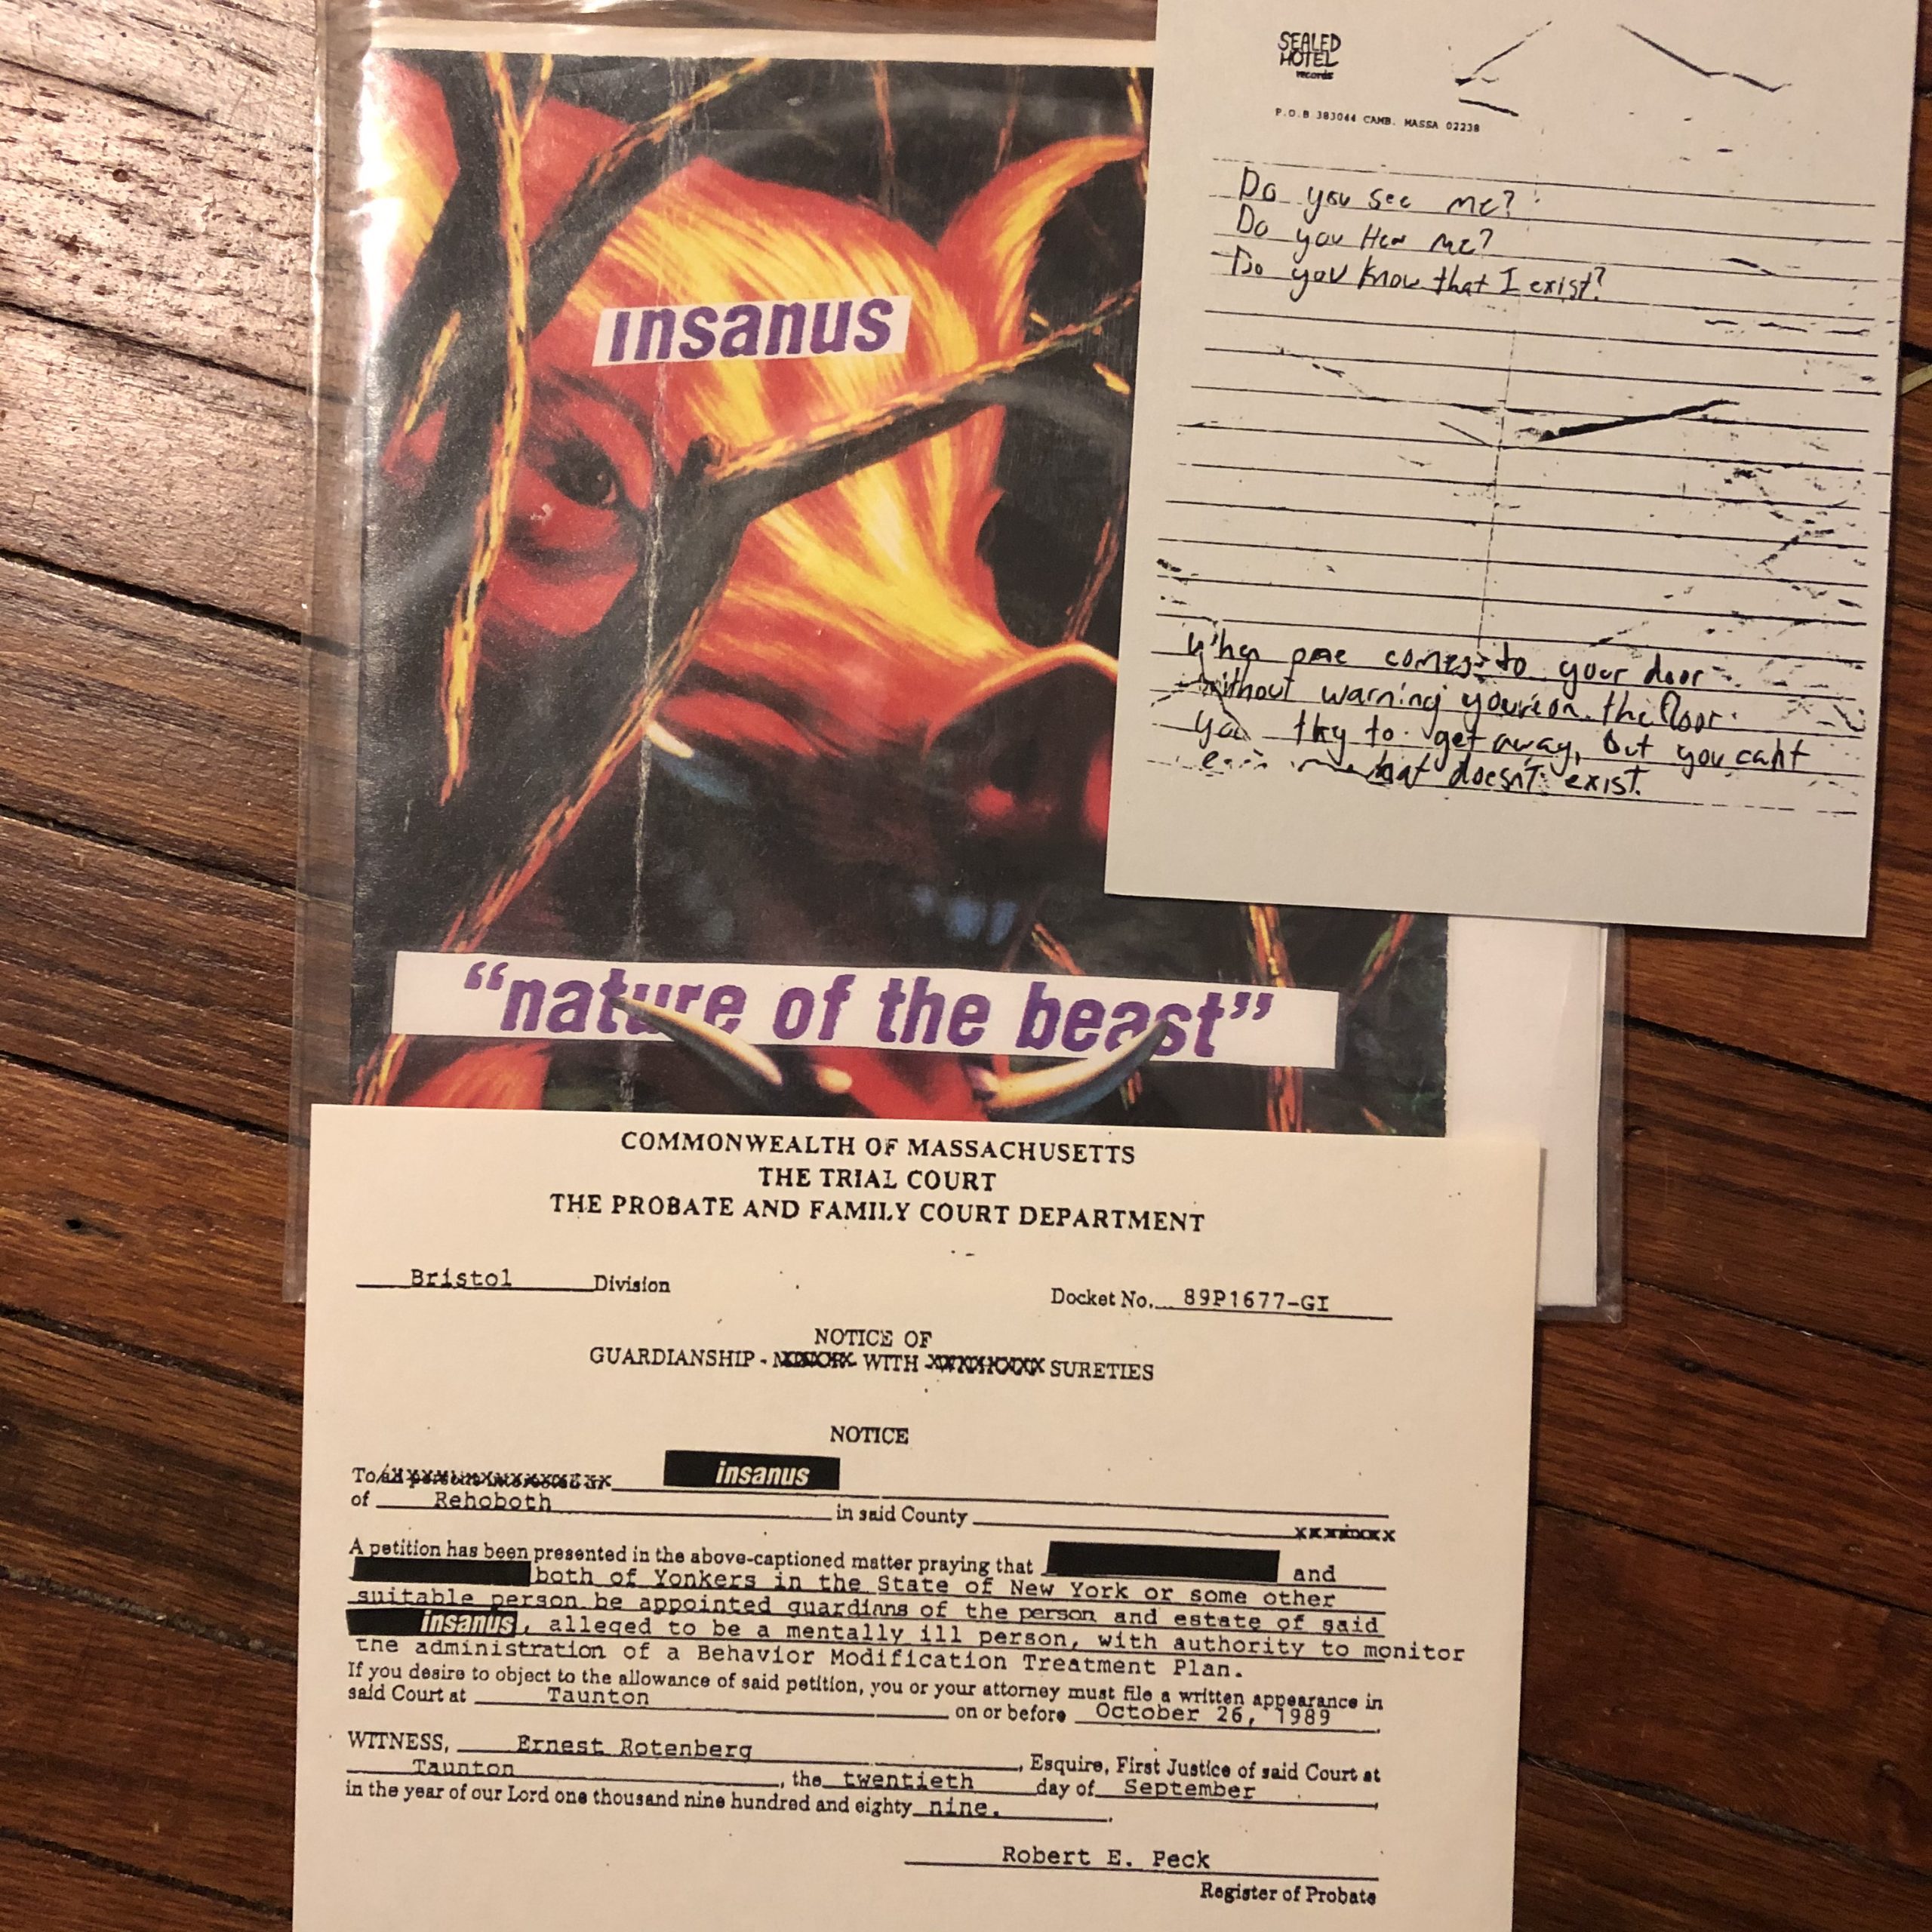 insanus
"nature of the beast"
SEALED
HOTEL
records
P.O.B 383044 CAMB. MASSA 02238
Do you see me?
Do you Hear me?
Do you know that I exist?
When comes to your door
without warning you're on the floor
you try to get away, but you can't
that doesn't exist.
COMMONWEALTH OF MASSACHUSETTS
THE TRIAL COURT
THE PROBATE AND FAMILY COURT DEPARTMENT
Bristol Division
Docket No. 89P1677-GI
NOTICE OF
GUARDIANSHIP - WITH SURETIES
NOTICE
To insanus
of Rehoboth in said County
A petition has been presented in the above-captioned matter praying that and
both of Yonkers in the State of New York or some other
suitable person be appointed guardians of the person and estate of said
insanus, alleged to be a mentally ill person, with authority to monitor
the administration of a Behavior Modification Treatment Plan.
If you desire to object to the allowance of said petition, you or your attorney must file a written appearance in
said Court at Taunton on or before October 26, 1989
WITNESS, Ernest Rotenberg, Esquire, First Justice of said Court at
Taunton, the twentieth day of September
in the year of our Lord one thousand nine hundred and eighty nine.
Robert E. Peck
Register of Probate